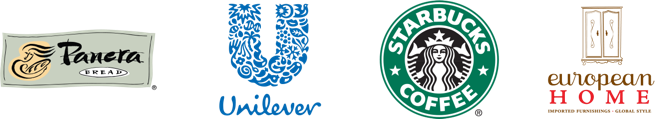 Panera
BREAD
®
Unilever
STARBUCKS
COFFEE
®
european
HOME
IMPORTED FURNISHINGS - GLOBAL STYLE